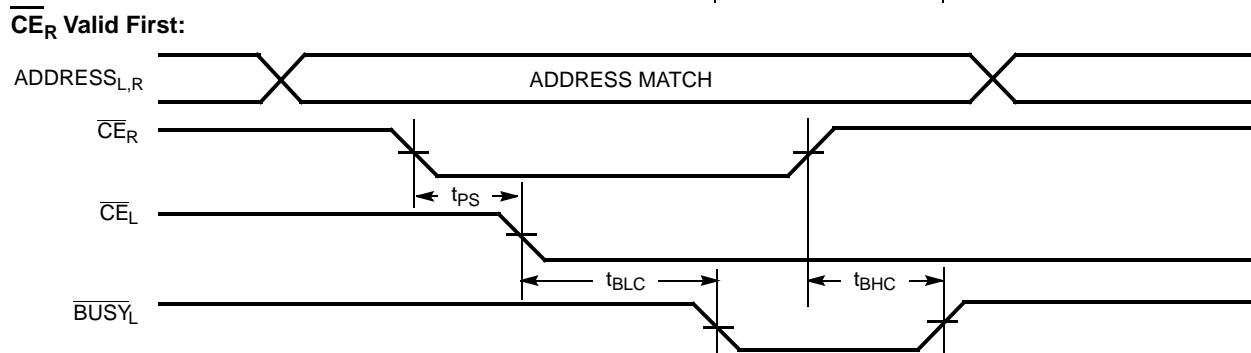 CE_R Valid First:
ADDRESS_L,R
ADDRESS MATCH
CE_R
t_PS
CE_L
t_BLC
t_BHC
BUSY_L